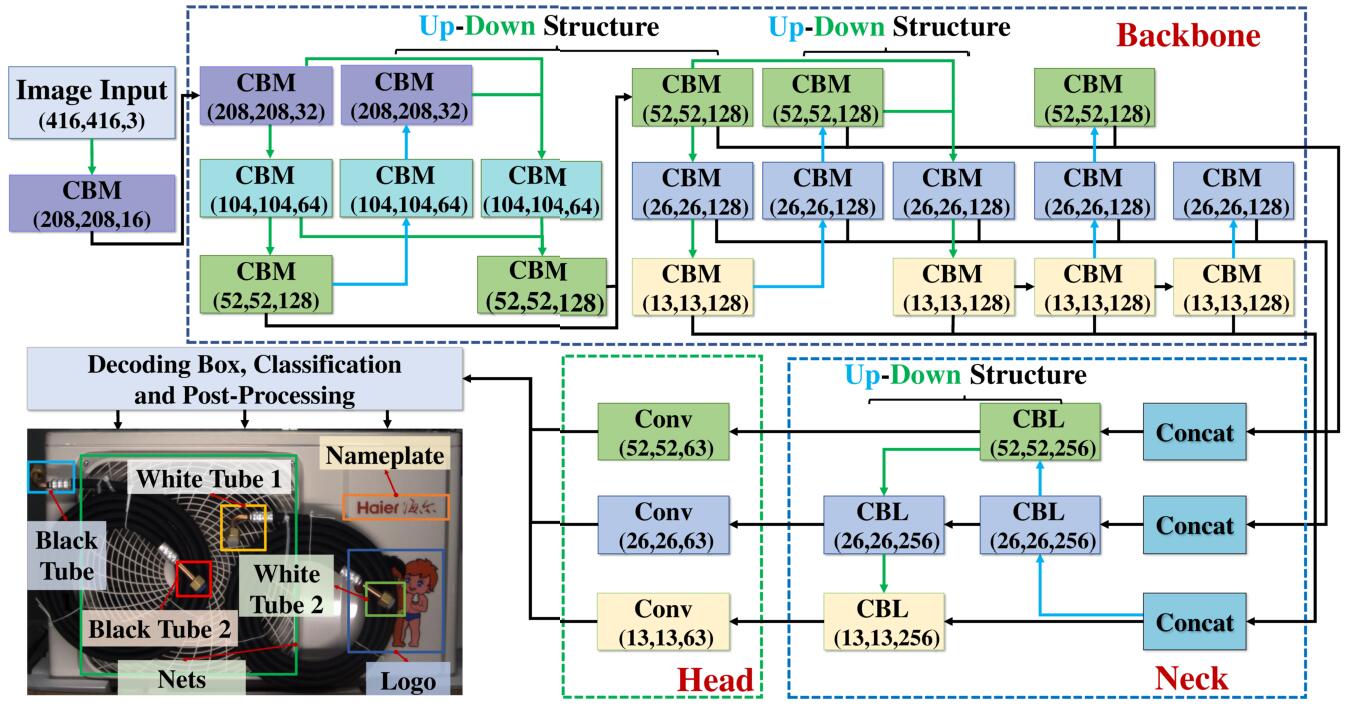 Up-Down Structure
Up-Down Structure
Backbone
Image Input
(416,416,3)
CBM
(208,208,16)
CBM
(208,208,32)
CBM
(208,208,32)
CBM
(104,104,64)
CBM
(104,104,64)
CBM
(104,104,64)
CBM
(52,52,128)
CBM
(52,52,128)
CBM
(52,52,128)
CBM
(52,52,128)
CBM
(52,52,128)
CBM
(26,26,128)
CBM
(26,26,128)
CBM
(26,26,128)
CBM
(26,26,128)
CBM
(26,26,128)
CBM
(13,13,128)
CBM
(13,13,128)
CBM
(13,13,128)
CBM
(13,13,128)
Decoding Box, Classification
and Post-Processing
Up-Down Structure
Conv
(52,52,63)
CBL
(52,52,256)
Concat
Conv
(26,26,63)
CBL
(26,26,256)
CBL
(26,26,256)
Concat
Conv
(13,13,63)
CBL
(13,13,256)
Concat
Head
Neck
Nameplate
White Tube 1
Haier
Black
Tube
White
Tube 2
Black Tube 2
Nets
Logo